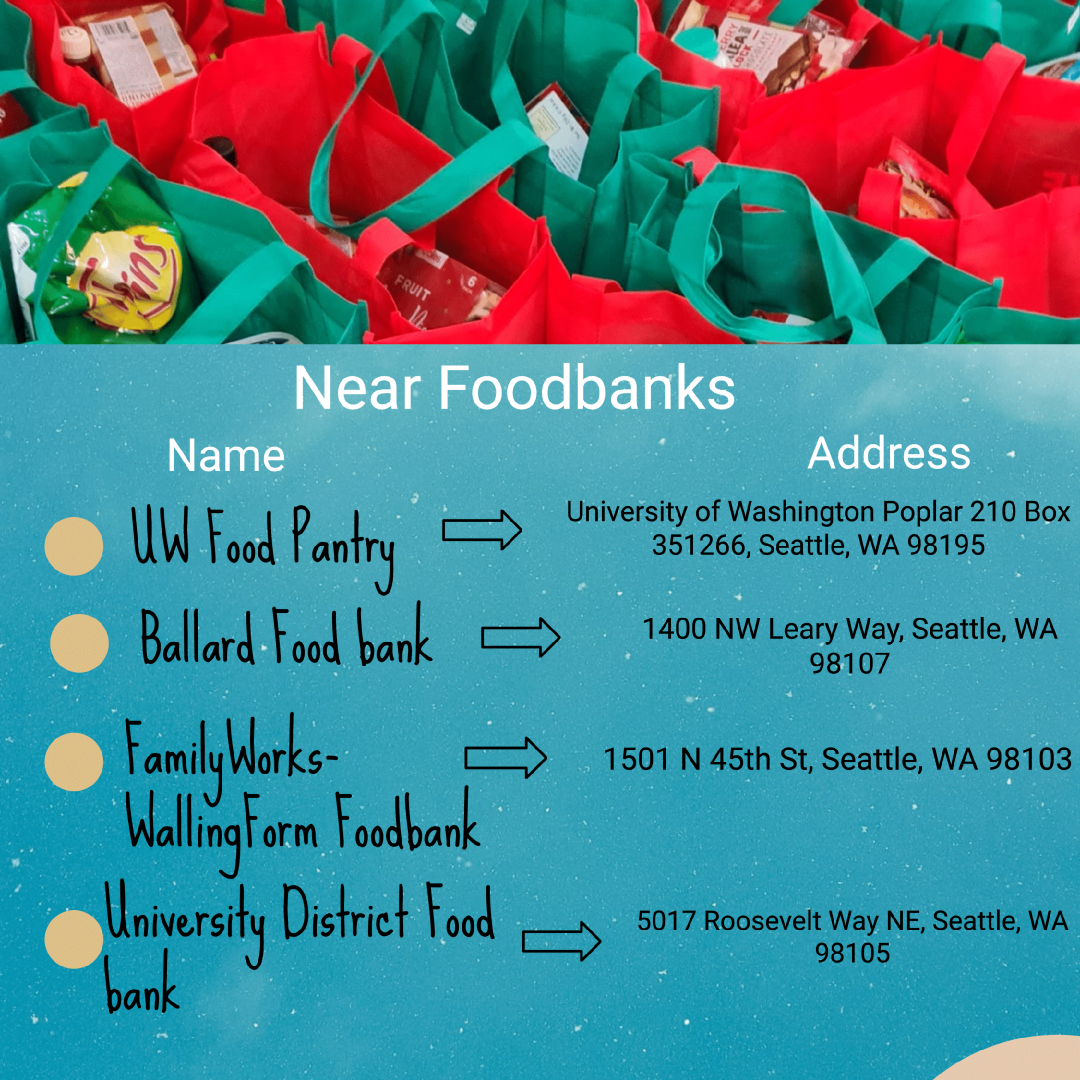 FRUIT
Near Foodbanks
Name
Address
UW Food Pantry
University of Washington Poplar 210 Box
351266, Seattle, WA 98195
Ballard Food bank
1400 NW Leary Way, Seattle, WA
98107
FamilyWorks-
WallingForm Foodbank
1501 N 45th St, Seattle, WA 98103
University District Food
bank
5017 Roosevelt Way NE, Seattle, WA
98105